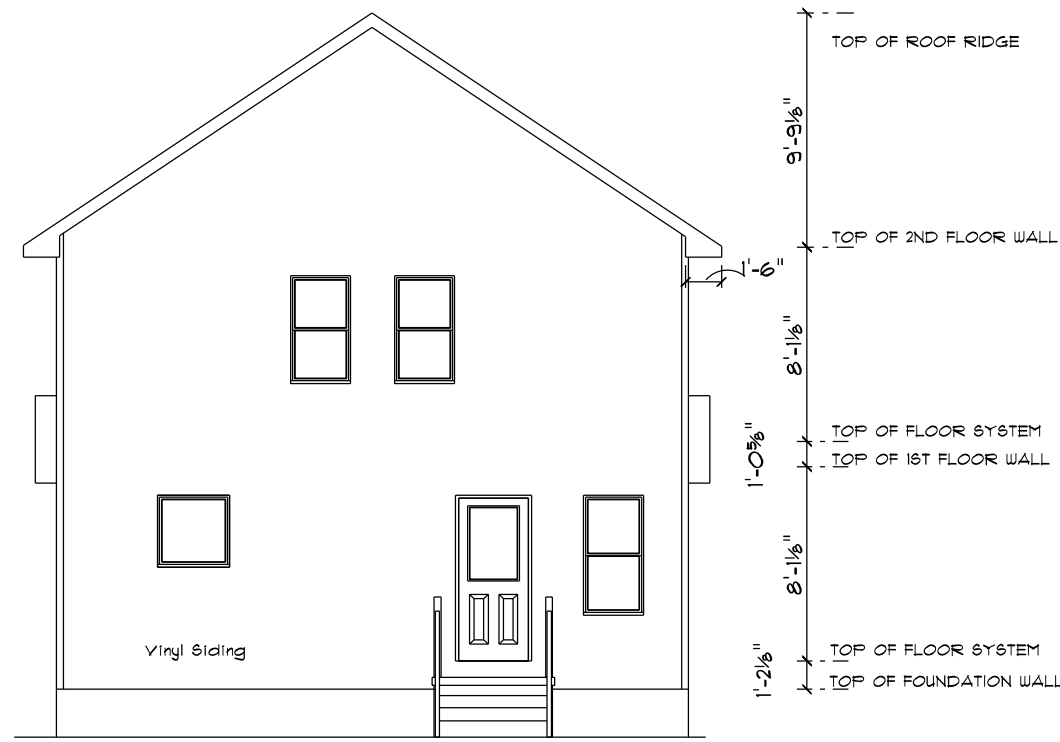 TOP OF ROOF RIDGE
9'-9⅛"
TOP OF 2ND FLOOR WALL
1'-6"
8'-1⅛"
TOP OF FLOOR SYSTEM
1'-0⅝"
TOP OF 1ST FLOOR WALL
8'-1⅛"
Vinyl Siding
TOP OF FLOOR SYSTEM
1'-2⅛"
TOP OF FOUNDATION WALL